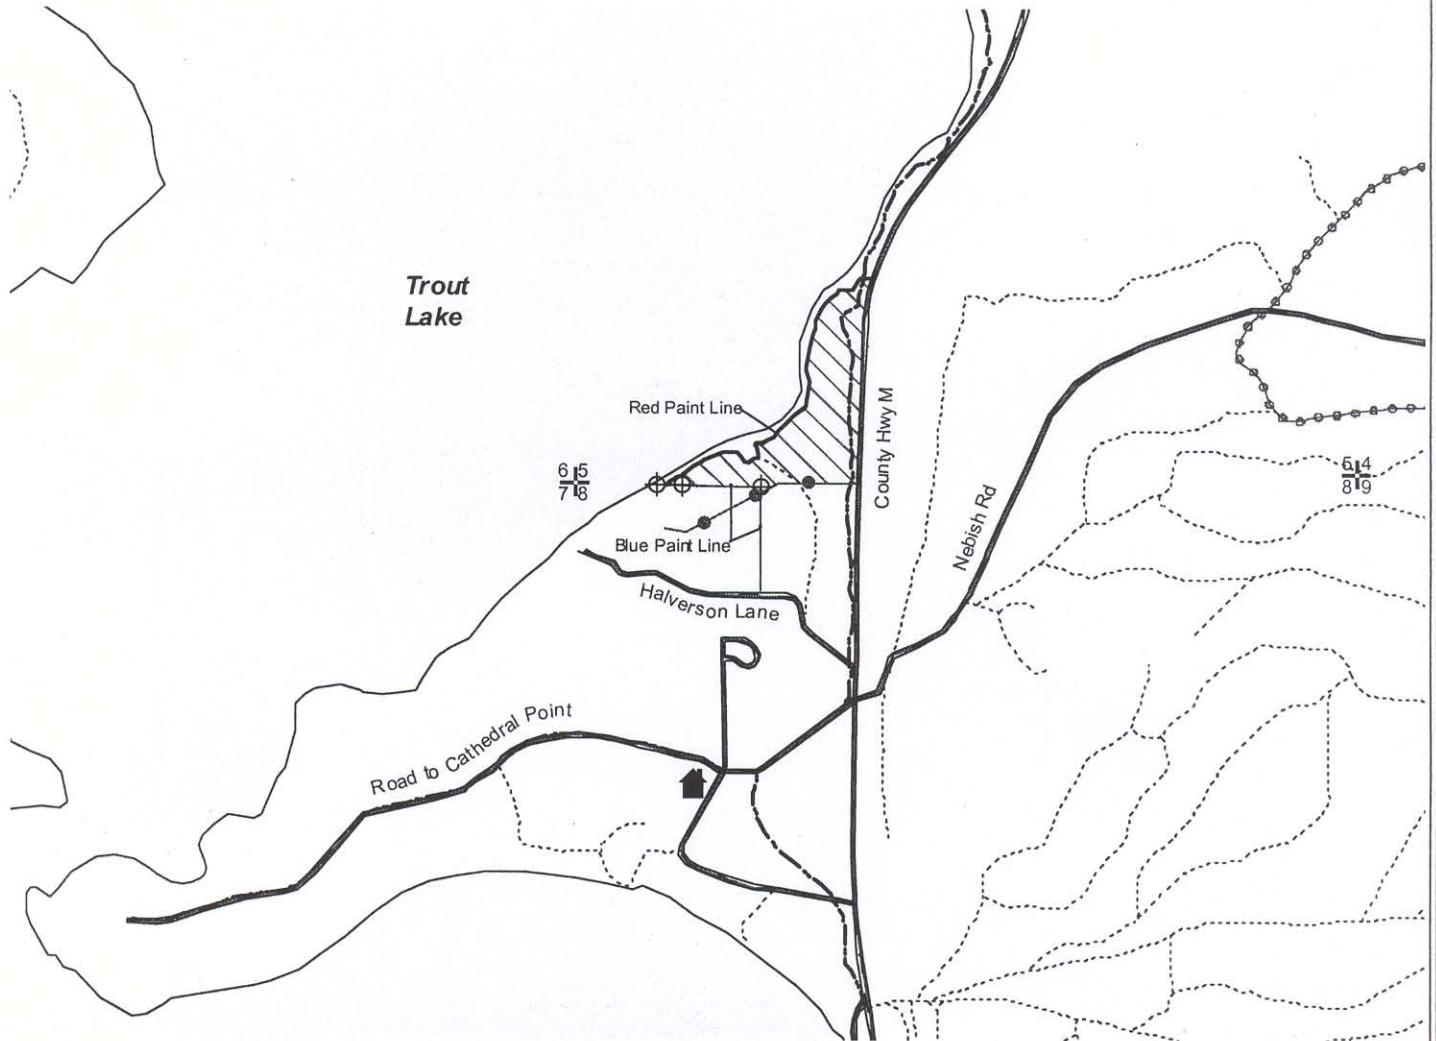 Trout
Lake
Red Paint Line
County Hwy M
6 5
7 8
5 4
8 9
Nebish Rd
Blue Paint Line
Halverson Lane
Road to Cathedral Point